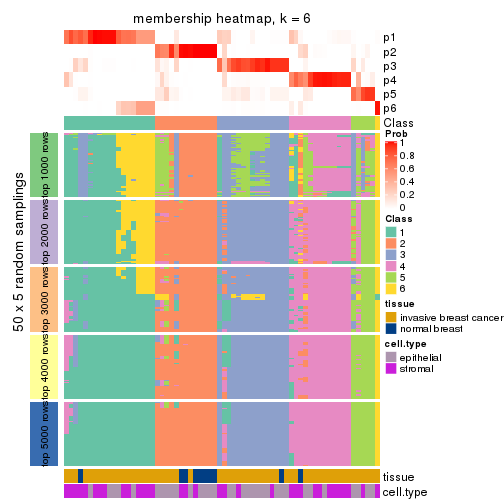 membership heatmap, k = 6
p1
p2
p3
p4
p5
p6
Class
50 x 5 random samplings
top 1000 rows
top 2000 rows
top 3000 rows
top 4000 rows
top 5000 rows
Prob
1
0.8
0.6
0.4
0.2
0
Class
1
2
3
4
5
6
tissue
invasive breast cancer
normal breast
cell.type
epithelial
stromal
tissue
cell.type